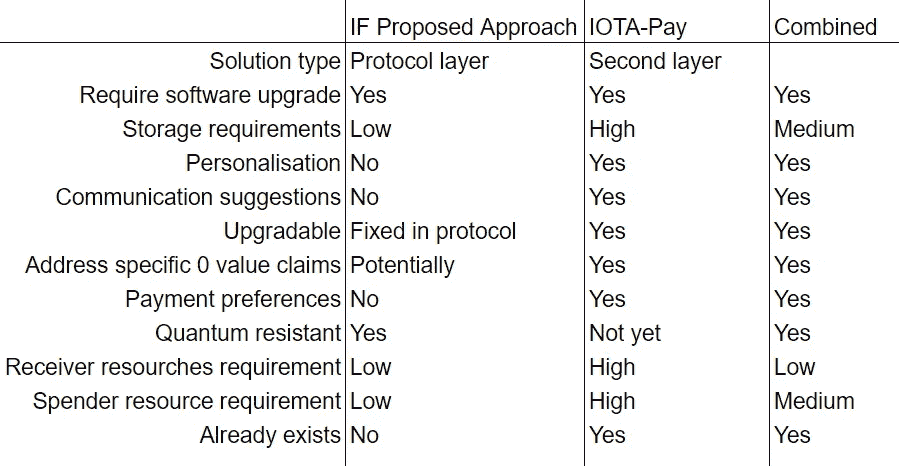 IF Proposed Approach IOTA-Pay Combined
Solution type Protocol layer Second layer
Require software upgrade Yes Yes Yes
Storage requirements Low High Medium
Personalisation No Yes Yes
Communication suggestions No Yes Yes
Upgradable Fixed in protocol Yes Yes
Address specific 0 value claims Potentially Yes Yes
Payment preferences No Yes Yes
Quantum resistant Yes Not yet Yes
Receiver resourches requirement Low High Low
Spender resource requirement Low High Medium
Already exists No Yes Yes